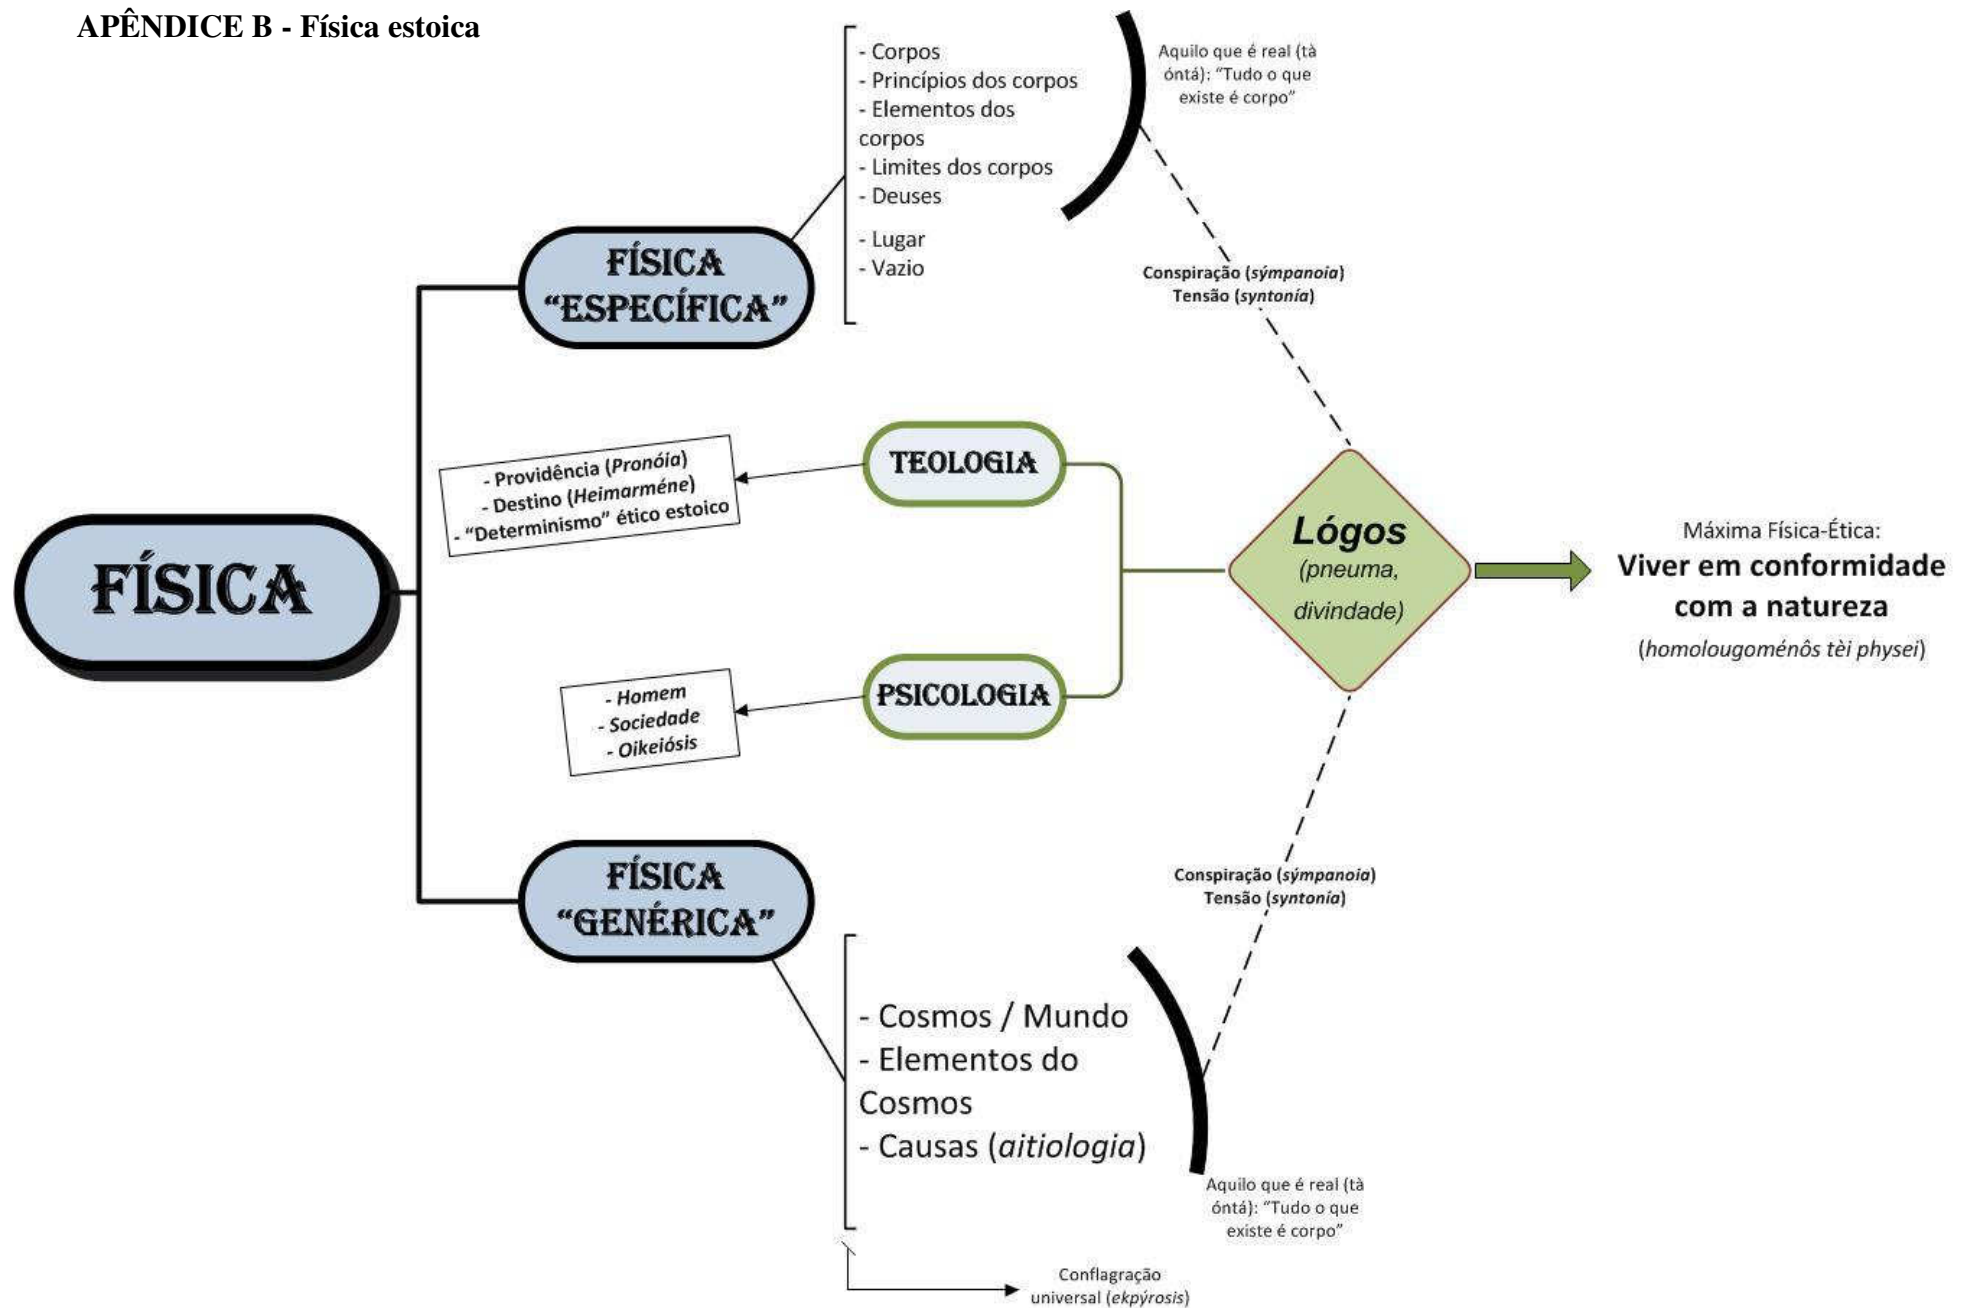 APÊNDICE B - Física estoica
- Corpos
- Princípios dos corpos
- Elementos dos
corpos
- Limites dos corpos
- Deuses
- Lugar
- Vazio
Aquilo que é real (tà
óntá): “Tudo o que
existe é corpo”
FÍSICA
“ESPECÍFICA”
Conspiração (sýmpanoia)
Tensão (syntonía)
TEOLOGIA
- Providência (Pronóia)
- Destino (Heimarméne)
- “Determinismo” ético estoico
FÍSICA
Lógos
(pneuma,
divindade)
Máxima Física-Ética:
Viver em conformidade
com a natureza
(homolougoménôs tèi physei)
PSICOLOGIA
- Homem
- Sociedade
- Oikeiósis
FÍSICA
“GENÉRICA”
Conspiração (sýmpanoia)
Tensão (syntonía)
- Cosmos / Mundo
- Elementos do
Cosmos
- Causas (aitiologia)
Aquilo que é real (tà
óntá): “Tudo o que
existe é corpo”
Conflagração
universal (ekpýrosis)